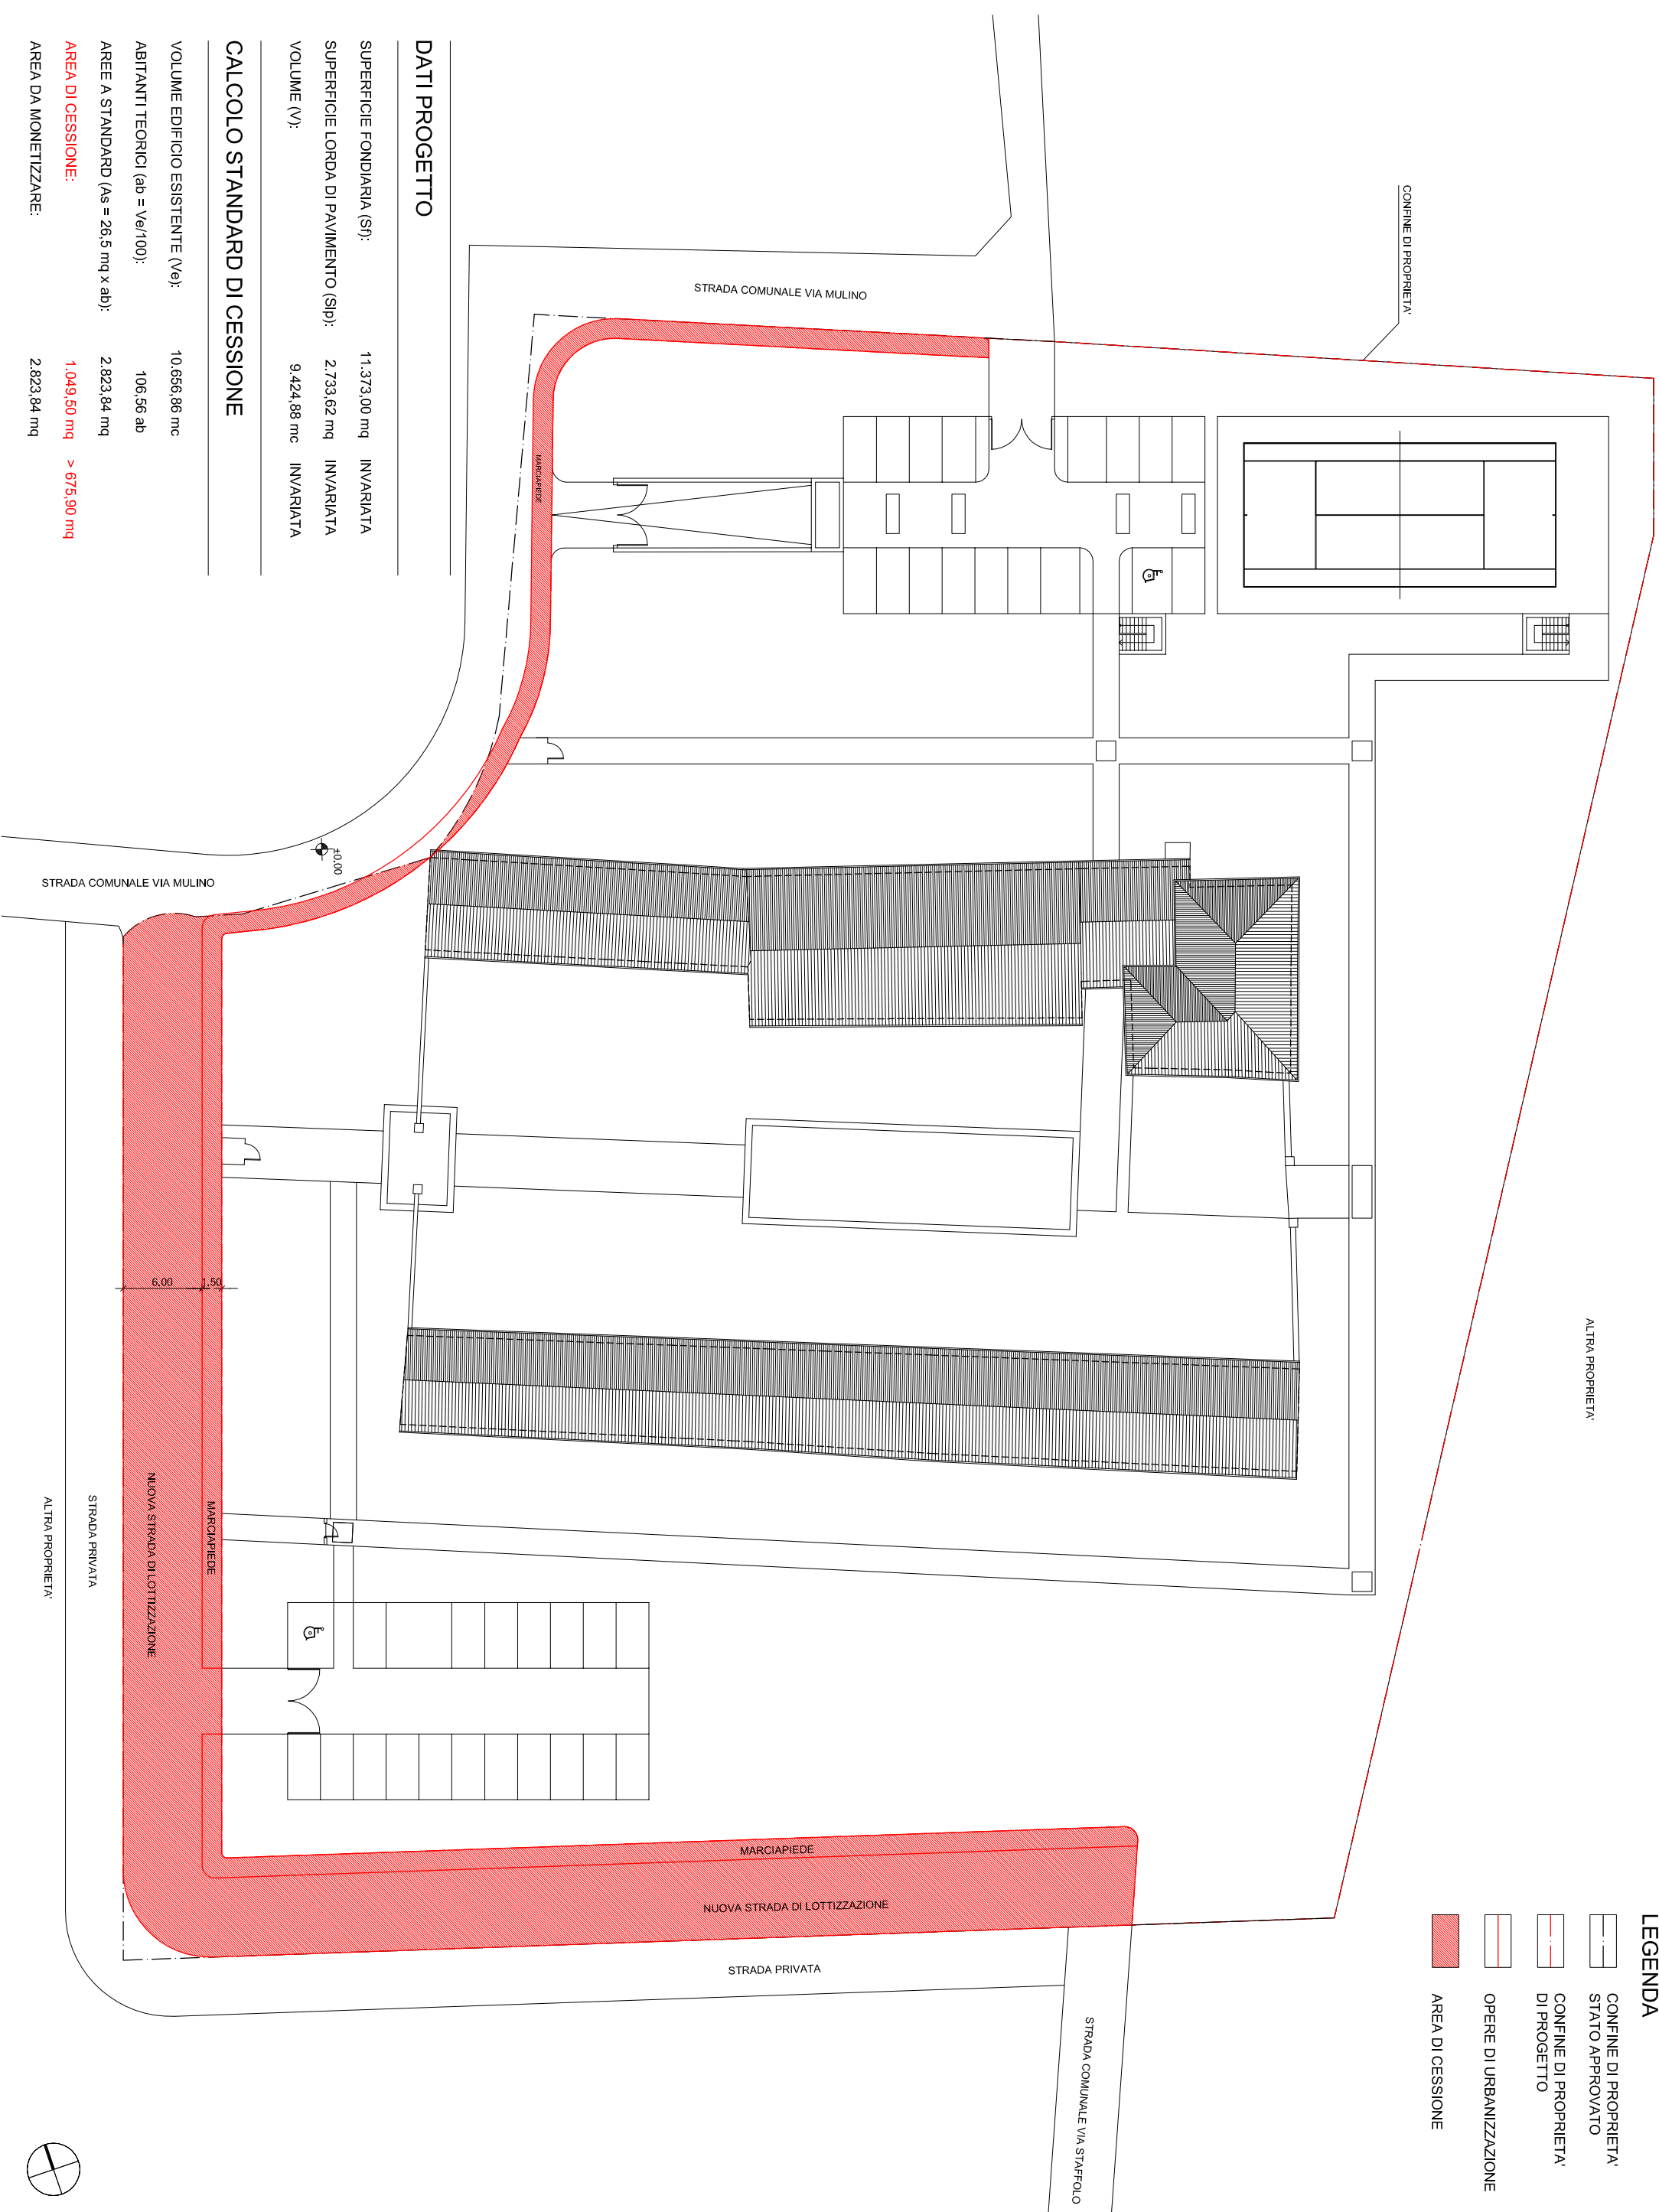 DATI PROGETTO
SUPERFICIE FONDIARIA (Sf): 11.373,00 mq INVARIATA
SUPERFICIE LORDA DI PAVIMENTO (Slp): 2.733,62 mq INVARIATA
VOLUME (V): 9.424,88 mc INVARIATA
CALCOLO STANDARD DI CESSIONE
VOLUME EDIFICIO ESISTENTE (Ve): 10.656,86 mc
ABITANTI TEORICI (ab = Ve/100): 106,56 ab
AREE A STANDARD (As = 26,5 mq x ab): 2.823,84 mq
AREA DI CESSIONE: 1.049,50 mq > 675,90 mq
AREA DA MONETIZZARE: 2.823,84 mq
CONFINE DI PROPRIETA'
STRADA COMUNALE VIA MULINO
MARCIAPIEDE
±0.00
STRADA COMUNALE VIA MULINO
6.00
1.50
ALTRA PROPRIETA'
MARCIAPIEDE
NUOVA STRADA DI LOTTIZZAZIONE
STRADA PRIVATA
ALTRA PROPRIETA'
MARCIAPIEDE
NUOVA STRADA DI LOTTIZZAZIONE
STRADA PRIVATA
STRADA COMUNALE VIA STAFFOLO
LEGENDA
CONFINE DI PROPRIETA'
STATO APPROVATO
CONFINE DI PROPRIETA'
DI PROGETTO
OPERE DI URBANIZZAZIONE
AREA DI CESSIONE